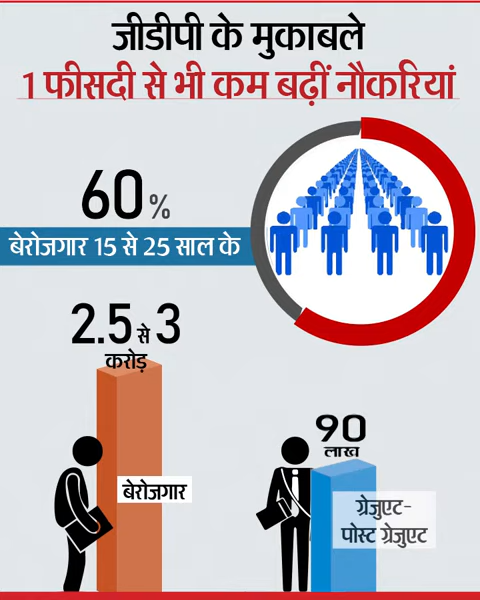 जीडीपी के मुकाबले
1 फीसदी से भी कम बढ़ीं नौकरियां
60%
बेरोजगार 15 से 25 साल के
2.5 से 3
करोड़
बेरोजगार
90
लाख
ग्रेजुएट-
पोस्ट ग्रेजुएट